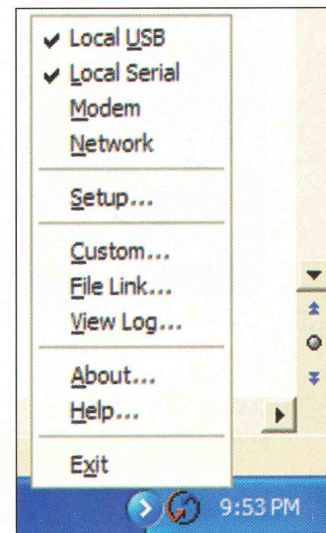 Local USB
Local Serial
Modem
Network
Setup...
Custom...
File Link...
View Log...
About...
Help...
Exit
9:53 PM